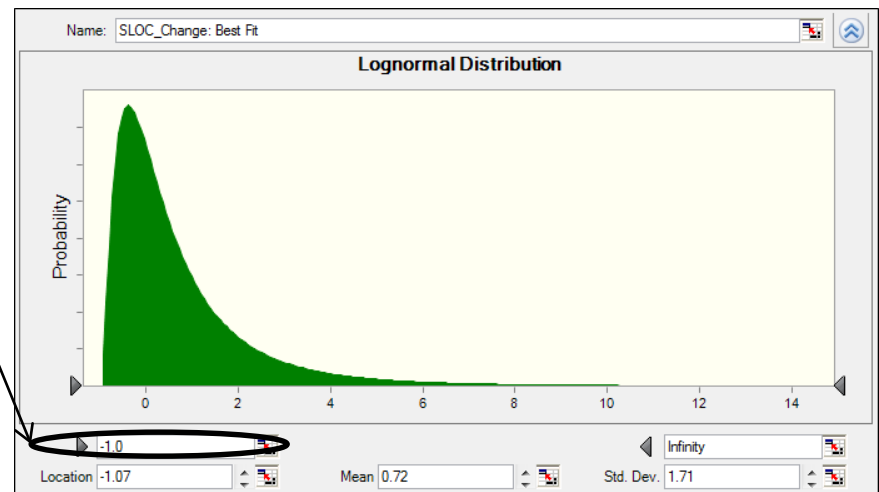 Name: SLOC_Change: Best Fit
Lognormal Distribution
Probability
0 2 4 6 8 10 12 14
-1.0 Infinity
Location -1.07 Mean 0.72 Std. Dev. 1.71